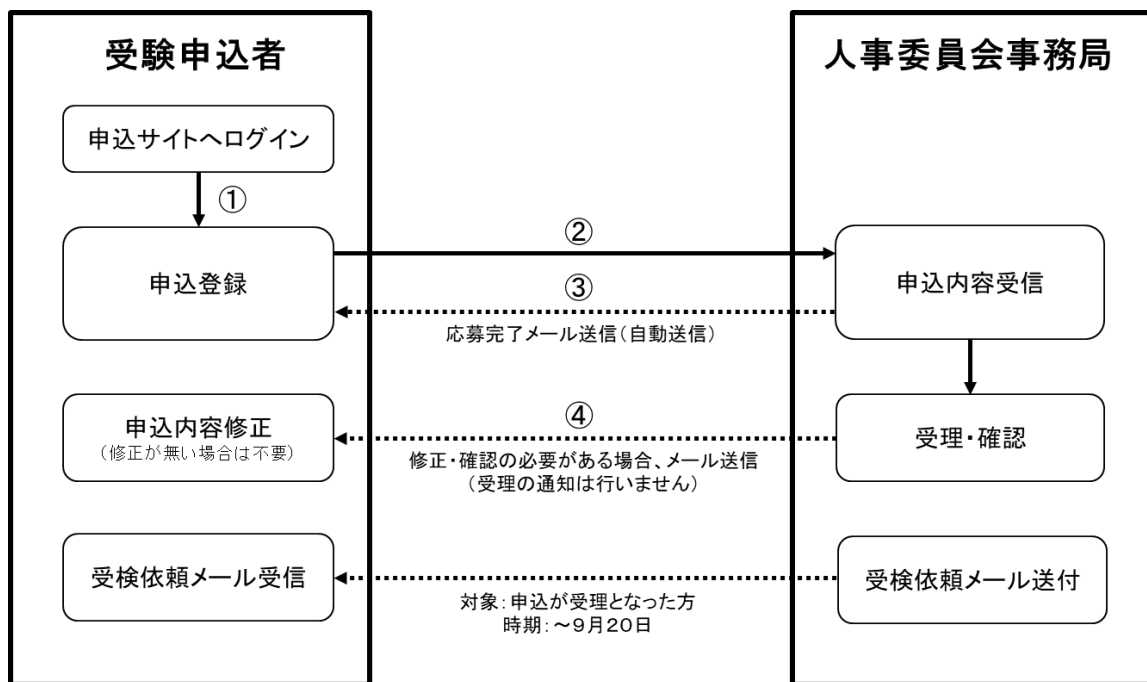 受験申込者
人事委員会事務局
申込サイトへログイン
①
②
申込登録
申込内容受信
③
応募完了メール送信(自動送信)
申込内容修正
(修正が無い場合は不要)
④
受理・確認
修正・確認の必要がある場合、メール送信
(受理の通知は行いません)
受検依頼メール受信
受検依頼メール送付
対象:申込が受理となった方
時期:~9月20日